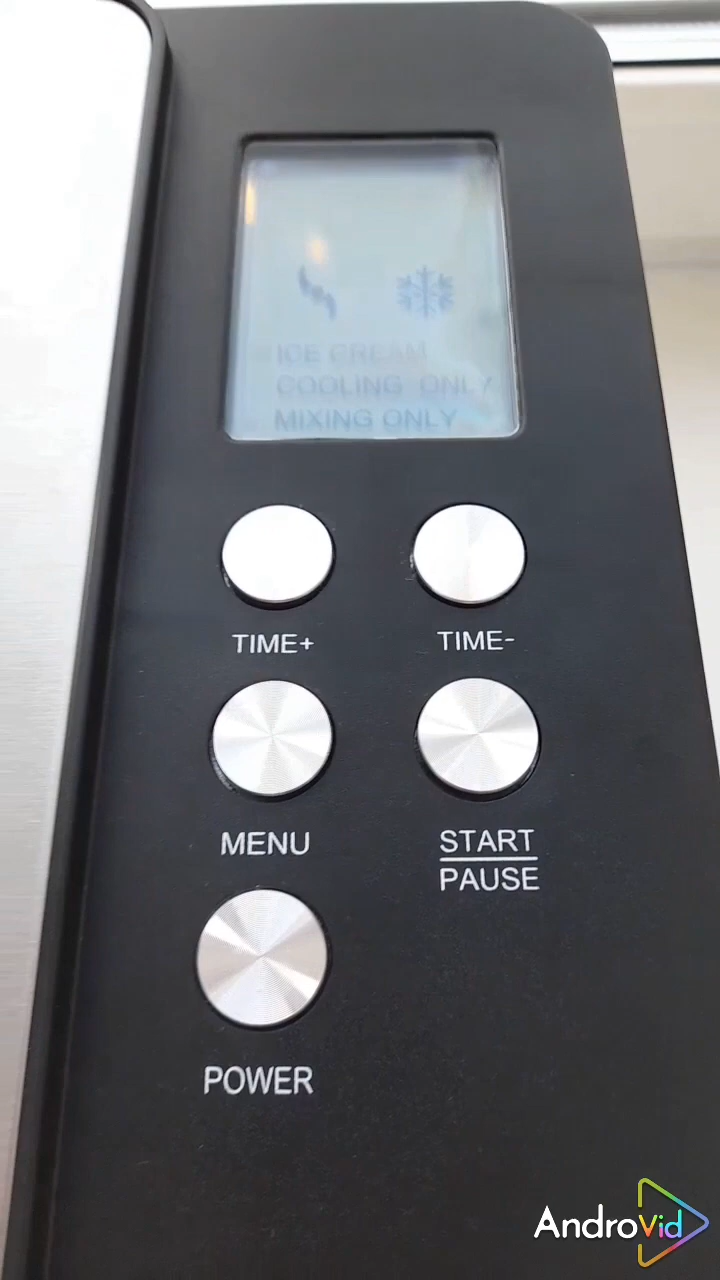 ICE CREAM
COOLING ONLY
MIXING ONLY
TIME+
TIME-
MENU
START
PAUSE
POWER
AndroVid